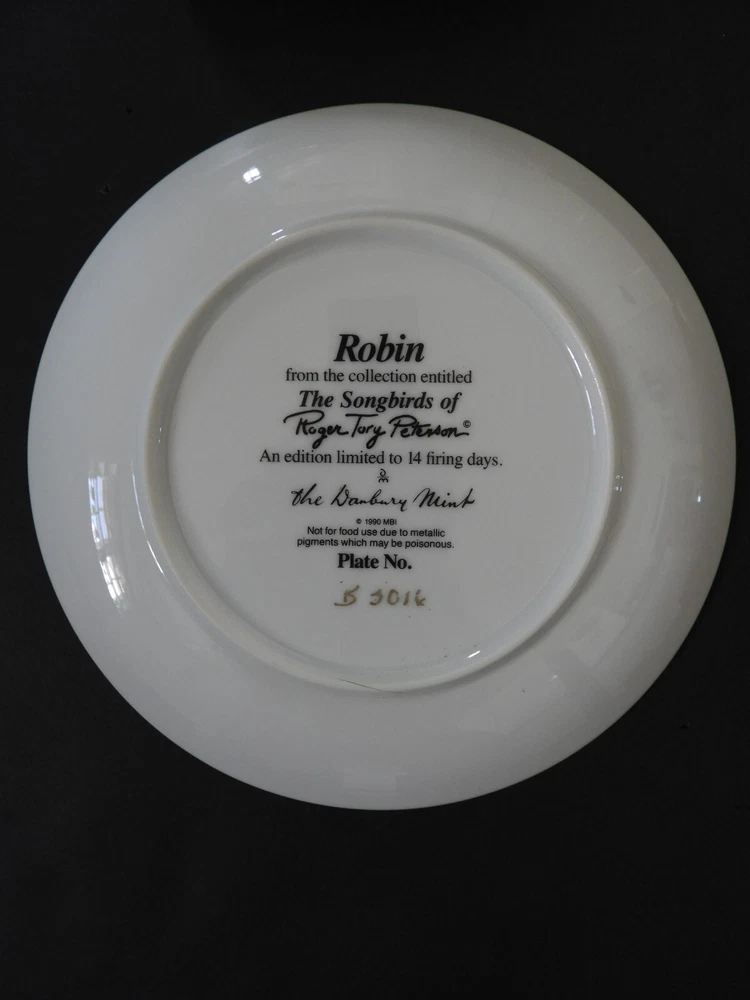 Robin
from the collection entitled
The Songbirds of
Roger Tory Peterson©
An edition limited to 14 firing days.
the Danbury Mint
© 1990 MBI
Not for food use due to metallic
pigments which may be poisonous.
Plate No.
B 3016